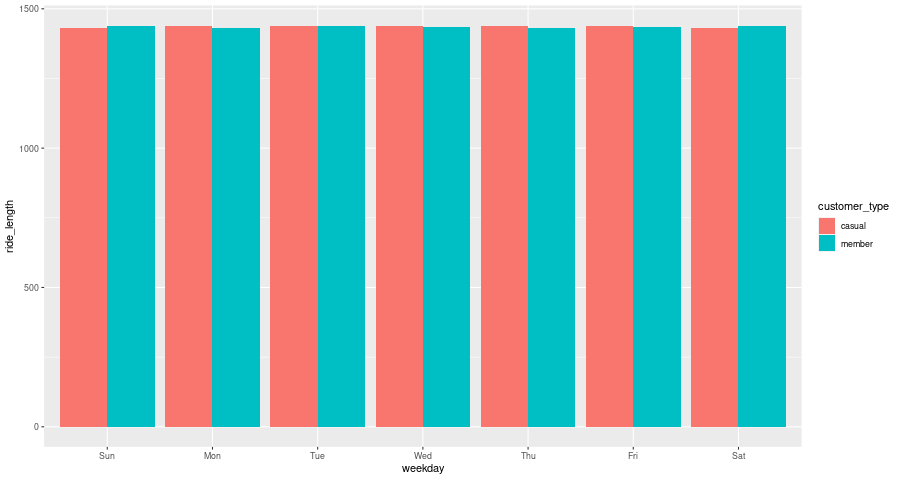 1500
1000
500
0
ride_length
Sun Mon Tue Wed Thu Fri Sat
weekday
customer_type
casual
member